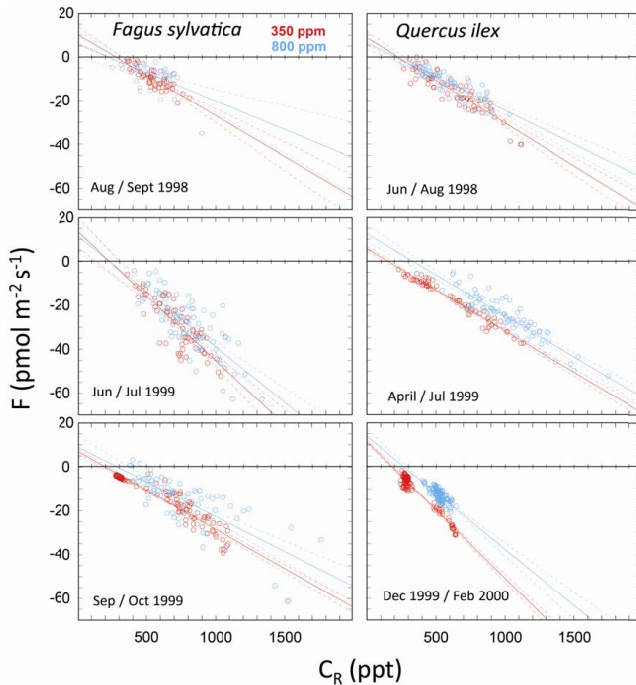 Fagus sylvatica
350 ppm
800 ppm
Quercus ilex
20
0
-20
-40
-60
Aug / Sept 1998
Jun / Aug 1998
20
0
-20
-40
-60
Jun / Jul 1999
April / Jul 1999
20
0
-20
-40
-60
Sep / Oct 1999
Dec 1999 / Feb 2000
F (pmol m⁻² s⁻¹)
500 1000 1500 500 1000 1500
C_R (ppt)